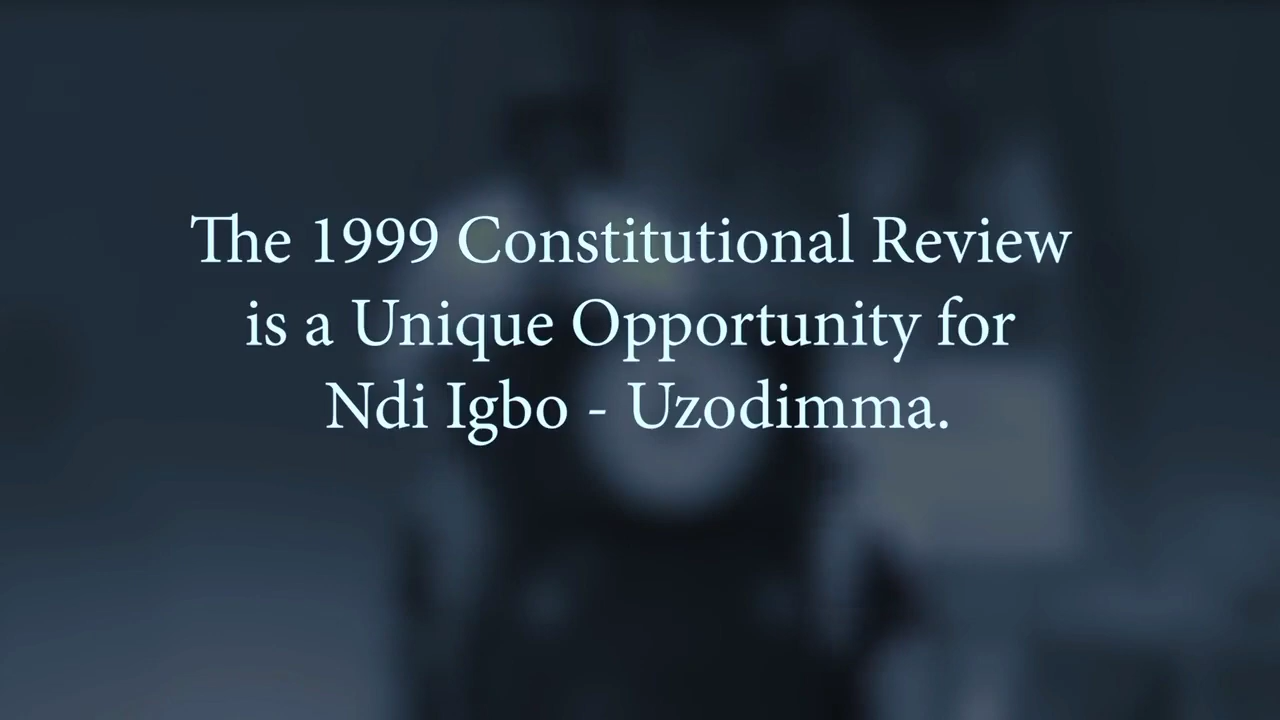 The 1999 Constitutional Review
is a Unique Opportunity for
Ndi Igbo - Uzodimma.